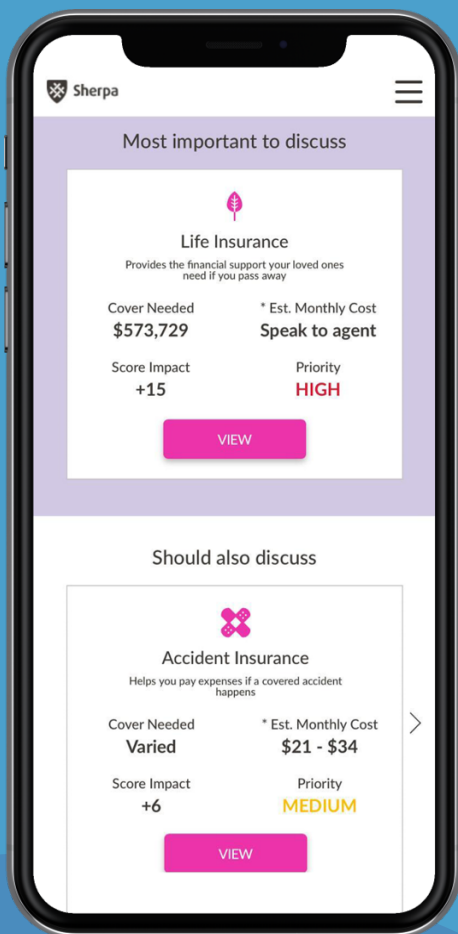 Sherpa
Most important to discuss
Life Insurance
Provides the financial support your loved ones
need if you pass away
Cover Needed
$573,729
* Est. Monthly Cost
Speak to agent
Score Impact
+15
Priority
HIGH
VIEW
Should also discuss
Accident Insurance
Helps you pay expenses if a covered accident
happens
Cover Needed
Varied
* Est. Monthly Cost
$21 - $34
Score Impact
+6
Priority
MEDIUM
VIEW